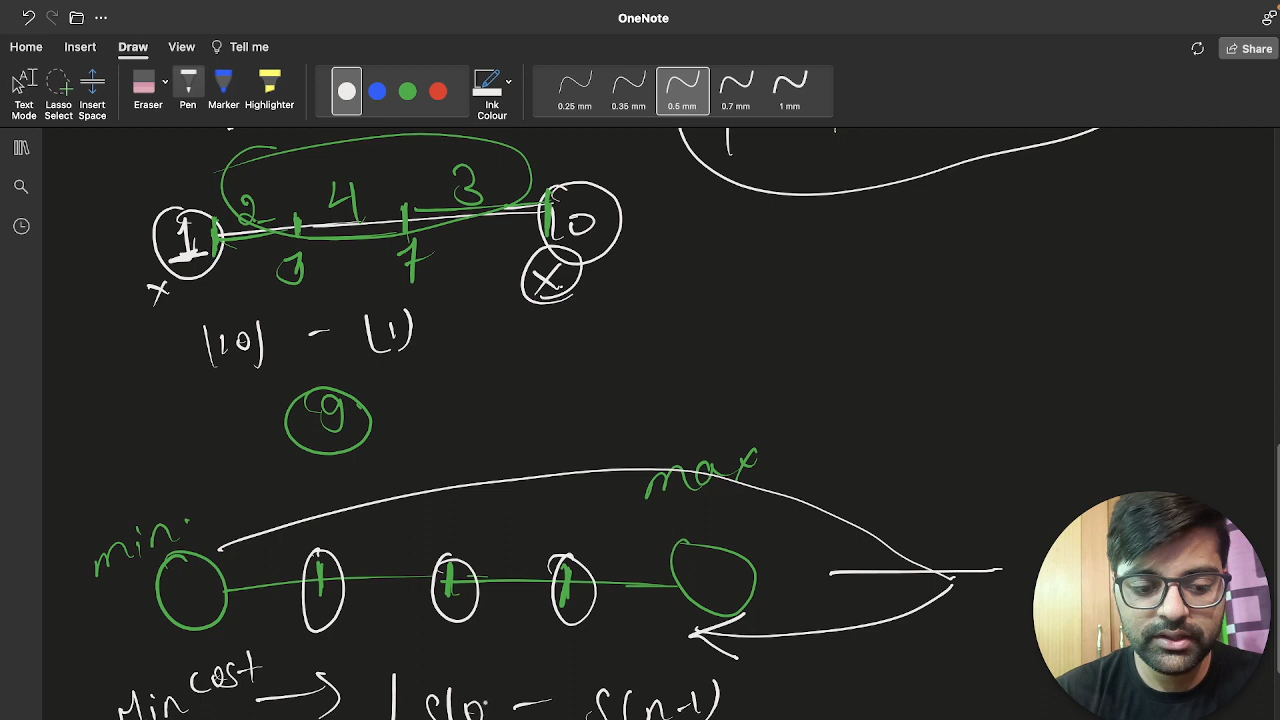 OneNote
Home Insert Draw View Tell me
Share
Text Mode
Lasso Select
Insert Space
Eraser
Pen
Marker
Highlighter
Ink Colour
0.25 mm
0.35 mm
0.5 mm
0.7 mm
1 mm
2 4 3
1 10
7
x x
|10| - |1|
9
max
min.
Min cost → | S(0 - S(n-1)